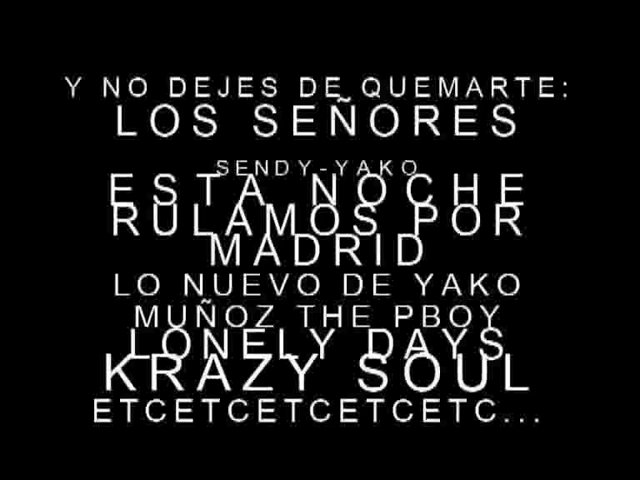 Y NO DEJES DE QUEMARTE:
LOS SEÑORES
SENDY-YAKO
ESTA NOCHE
RULAMOS POR
MADRID
LO NUEVO DE YAKO
MUÑOZ THE PBOY
LONELY DAYS
KRAZY SOUL
ETCETCETCETCETC...